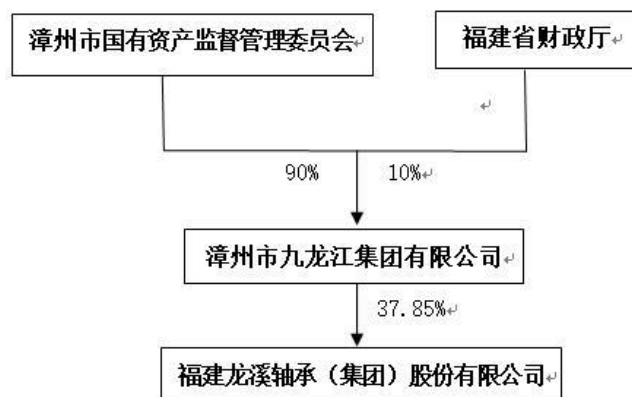 漳州市国有资产监督管理委员会
福建省财政厅
90%
10%
漳州市九龙江集团有限公司
37.85%
福建龙溪轴承（集团）股份有限公司